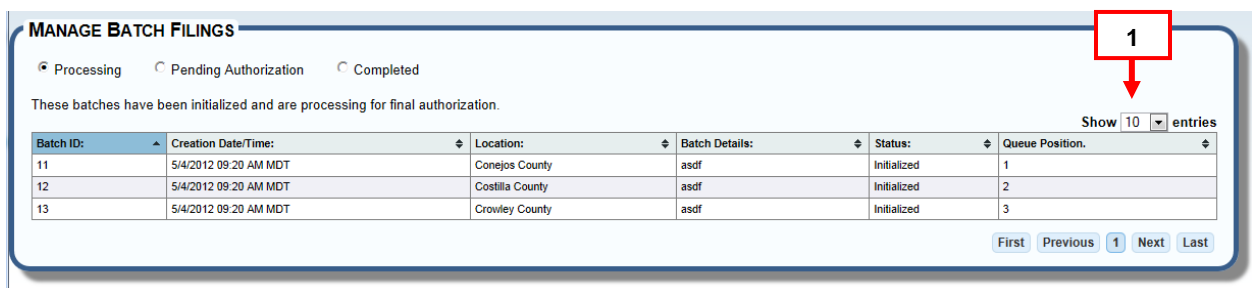 MANAGE BATCH FILINGS
1
Processing Pending Authorization Completed
These batches have been initialized and are processing for final authorization.
Show 10 entries
Batch ID: Creation Date/Time: Location: Batch Details: Status: Queue Position.
11 5/4/2012 09:20 AM MDT Conejos County asdf Initialized 1
12 5/4/2012 09:20 AM MDT Costilla County asdf Initialized 2
13 5/4/2012 09:20 AM MDT Crowley County asdf Initialized 3
First Previous 1 Next Last